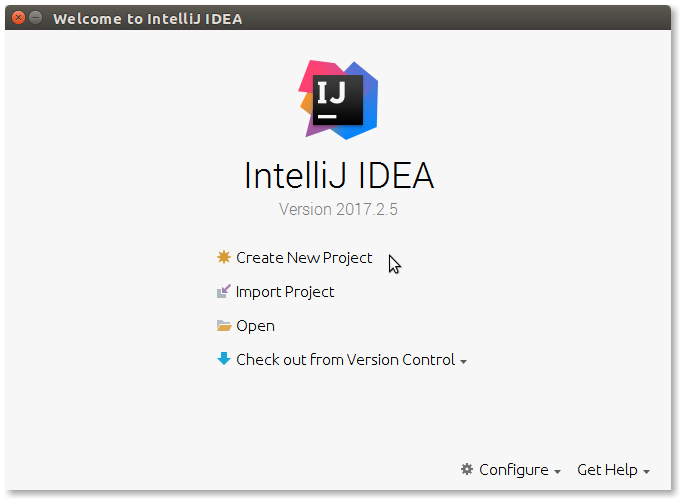 Welcome to IntelliJ IDEA
IJ
IntelliJ IDEA
Version 2017.2.5
Create New Project
Import Project
Open
Check out from Version Control
Configure Get Help